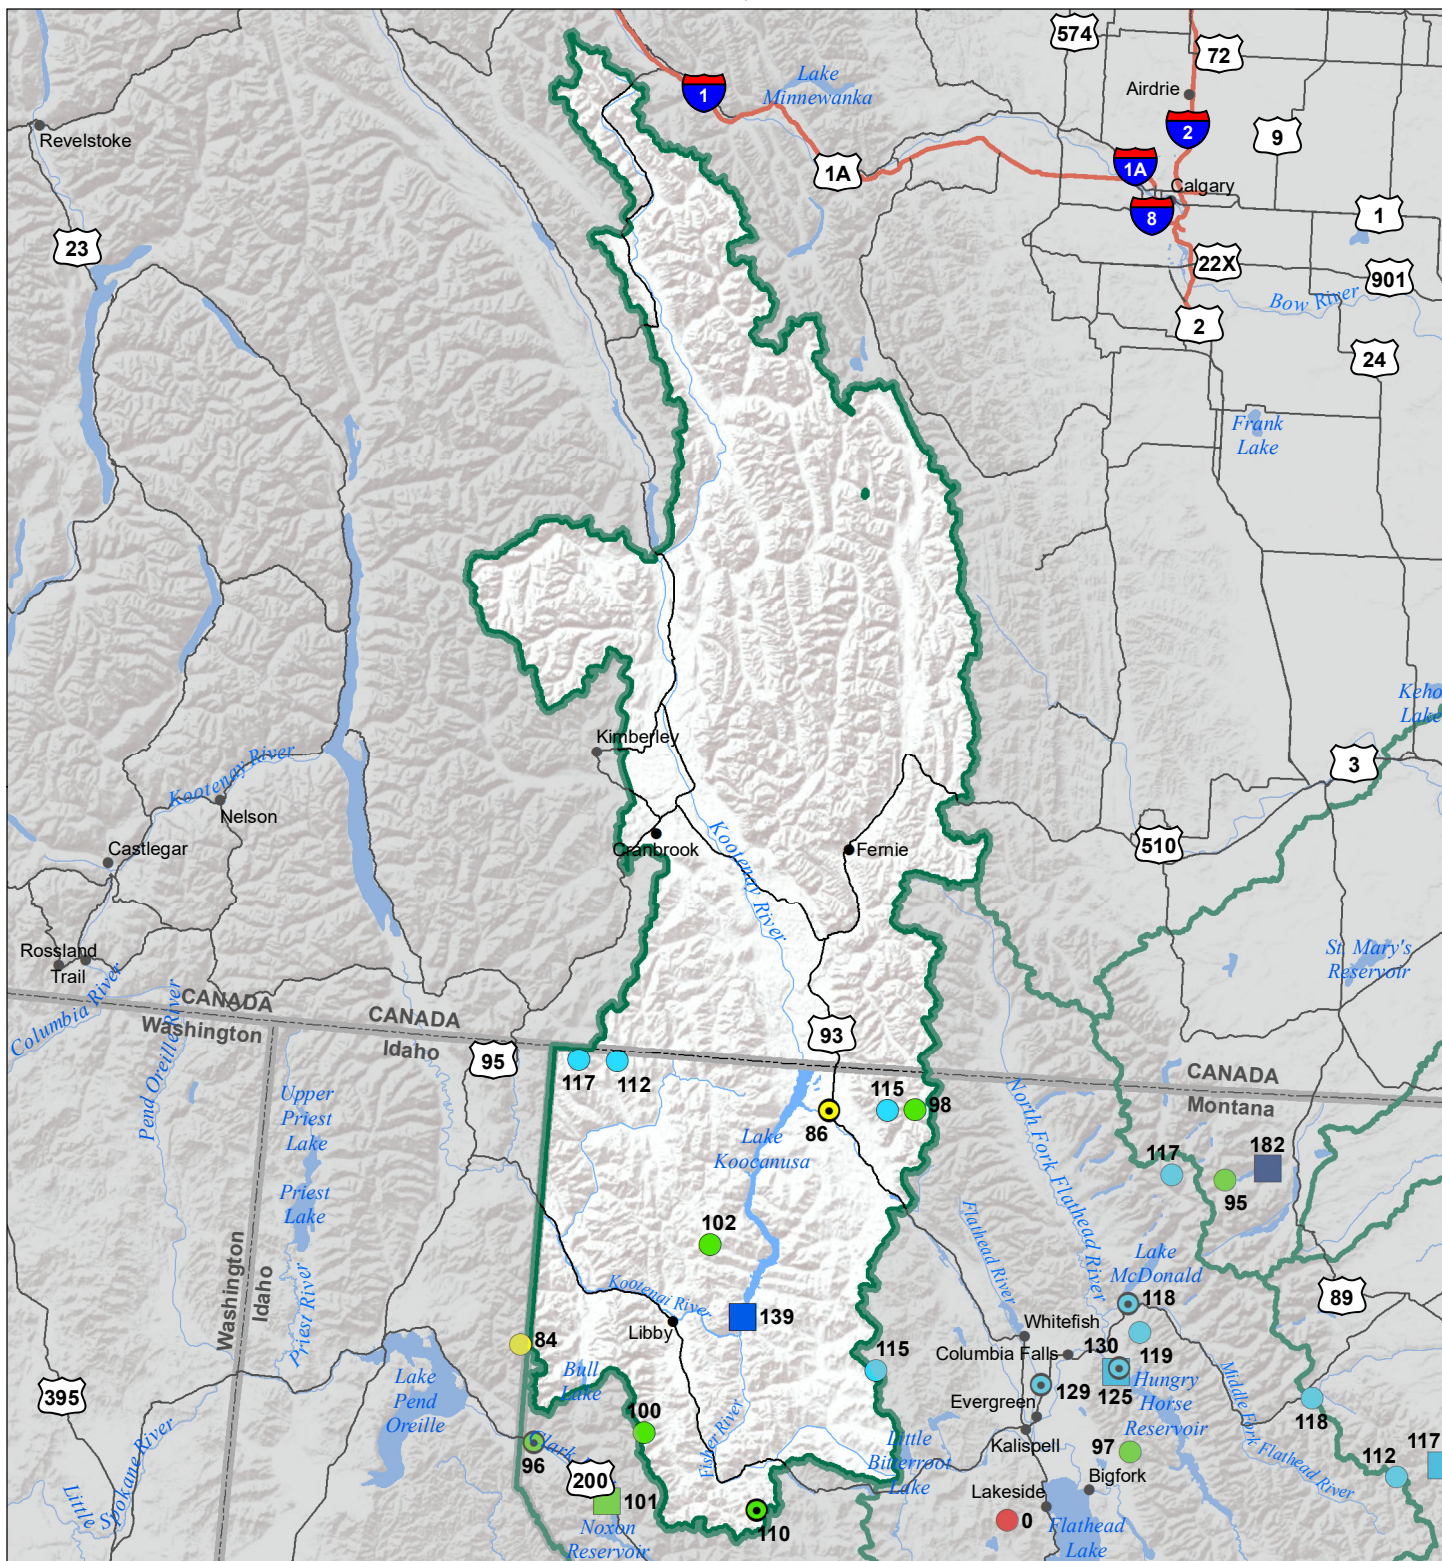 574
72
Lake
Minnewanka
1
Airdrie
2
9
Revelstoke
1A
1A
Calgary
8
1
23
22X
901
Bow River
2
24
Frank
Lake
Keho
Lake
Kimberley
3
Kootenay River
Nelson
Kootenay River
510
Castlegar
Cranbrook
Fernie
Rossland
Trail
St. Mary's
Reservoir
Columbia River
CANADA
Washington
CANADA
Idaho
Pend Oreille River
95
93
CANADA
Montana
117
112
115
98
86
Upper
Priest
Lake
Lake
Koocanusa
North Fork Flathead River
117
182
95
Priest
Lake
102
Flathead River
Lake
McDonald
Washington
Idaho
Priest River
Kootenai River
139
118
89
Libby
Whitefish
84
Columbia Falls
130
119
Bull
Lake
115
125
Hungry
Horse
Reservoir
129
Middle Fork Flathead River
395
Lake
Pend
Oreille
Evergreen
118
100
Fisher River
Kalispell
97
Clark
96
Little
Bitterroot
Lake
117
112
200
101
Bigfork
Lakeside
Little Spokane River
Noxon
Reservoir
110
0
Flathead
Lake